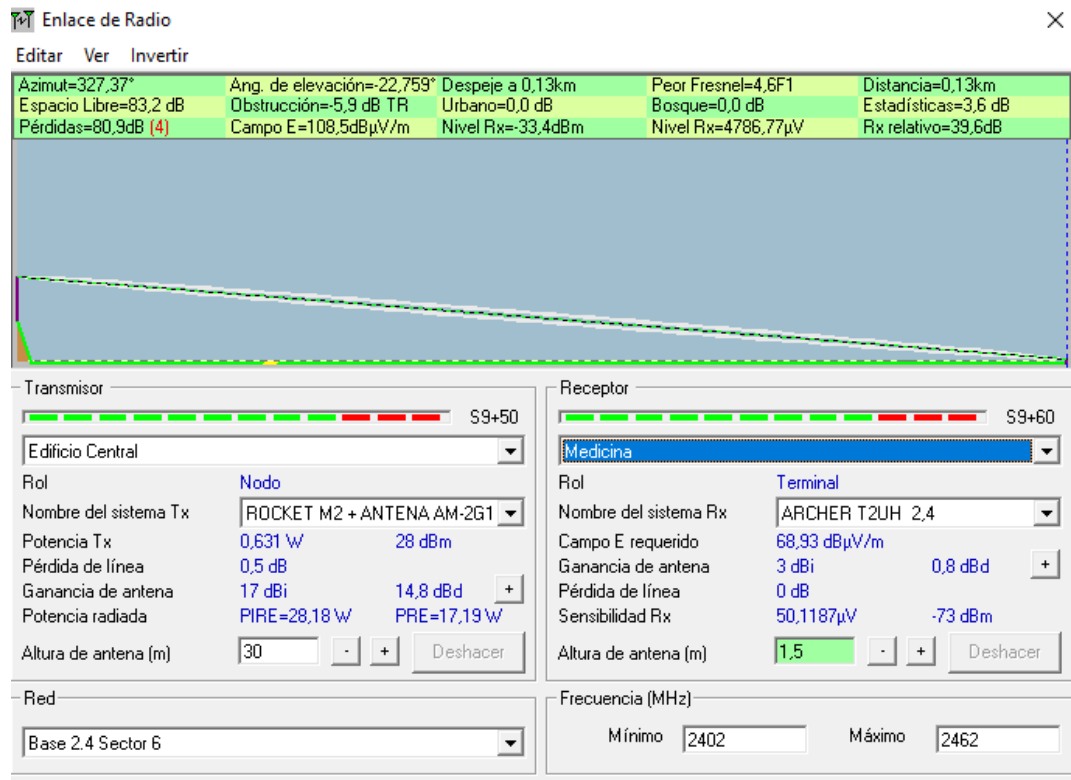 Enlace de Radio
Editar Ver Invertir
Azimut=327,37° Ang. de elevación=-22,759° Despeje a 0,13km Peor Fresnel=4,6F1 Distancia=0,13km
Espacio Libre=83,2 dB Obstrucción=-5,9 dB TR Urbano=0,0 dB Bosque=0,0 dB Estadísticas=3,6 dB
Pérdidas=80,9dB (4) Campo E=108,5dBµV/m Nivel Rx=-33,4dBm Nivel Rx=4786,77µV Rx relativo=39,6dB
Transmisor
S9+50
Edificio Central
Rol Nodo
Nombre del sistema Tx ROCKET M2 + ANTENA AM-2G1
Potencia Tx 0,631 W 28 dBm
Pérdida de línea 0,5 dB
Ganancia de antena 17 dBi 14,8 dBd +
Potencia radiada PIRE=28,18 W PRE=17,19 W
Altura de antena (m) 30 - + Deshacer
Receptor
S9+60
Medicina
Rol Terminal
Nombre del sistema Rx ARCHER T2UH 2,4
Campo E requerido 68,93 dBµV/m
Ganancia de antena 3 dBi 0,8 dBd +
Pérdida de línea 0 dB
Sensibilidad Rx 50,1187µV -73 dBm
Altura de antena (m) 1,5 - + Deshacer
Red
Base 2.4 Sector 6
Frecuencia (MHz)
Mínimo 2402 Máximo 2462